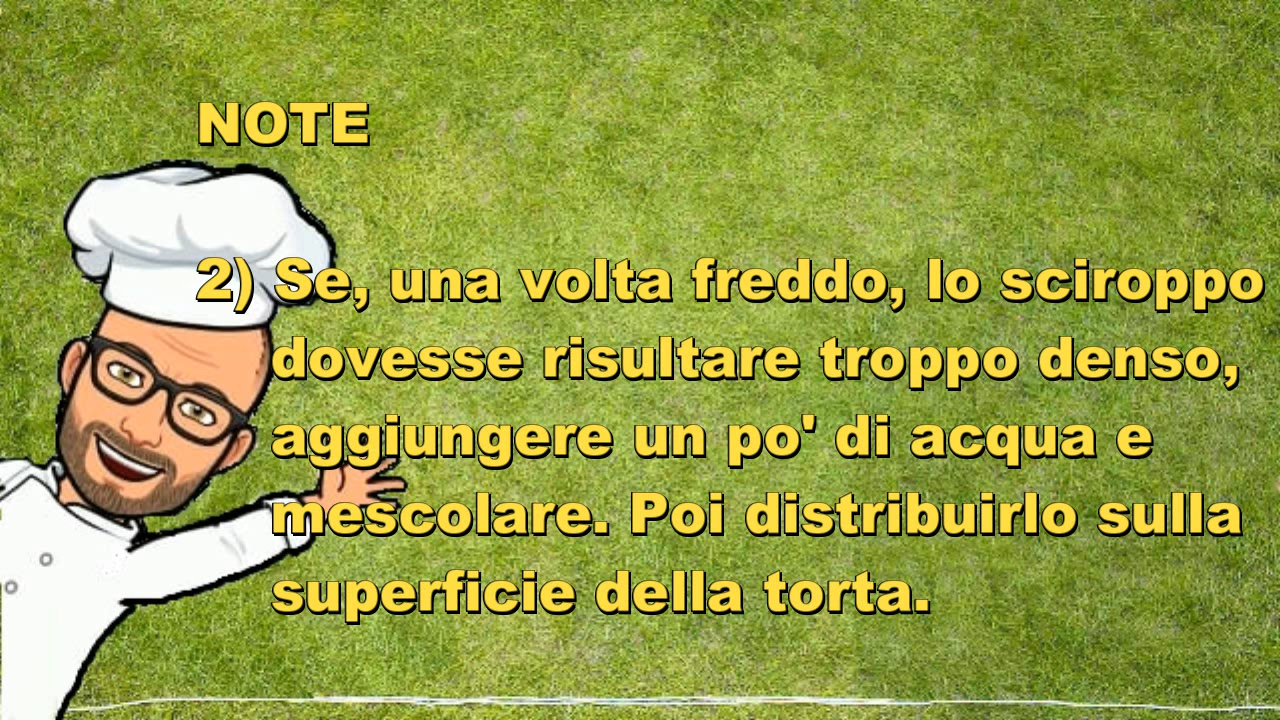 NOTE
2) Se, una volta freddo, lo sciroppo
dovesse risultare troppo denso,
aggiungere un po' di acqua e
mescolare. Poi distribuirlo sulla
superficie della torta.